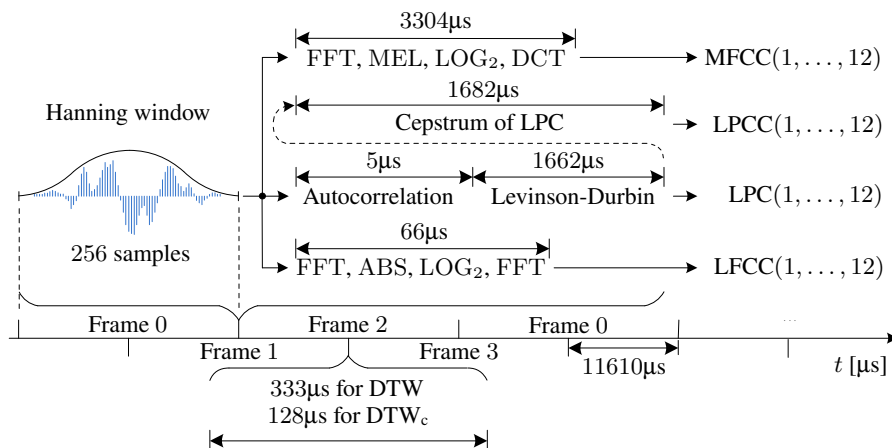 3304μs
FFT, MEL, LOG₂, DCT
MFCC(1, . . . , 12)
1682μs
Hanning window
Cepstrum of LPC
LPCC(1, . . . , 12)
5μs 1662μs
Autocorrelation Levinson-Durbin
LPC(1, . . . , 12)
256 samples
66μs
FFT, ABS, LOG₂, FFT
LFCC(1, . . . , 12)
Frame 0 Frame 2 Frame 0 ...
Frame 1 Frame 3 11610μs t [μs]
333μs for DTW
128μs for DTWc